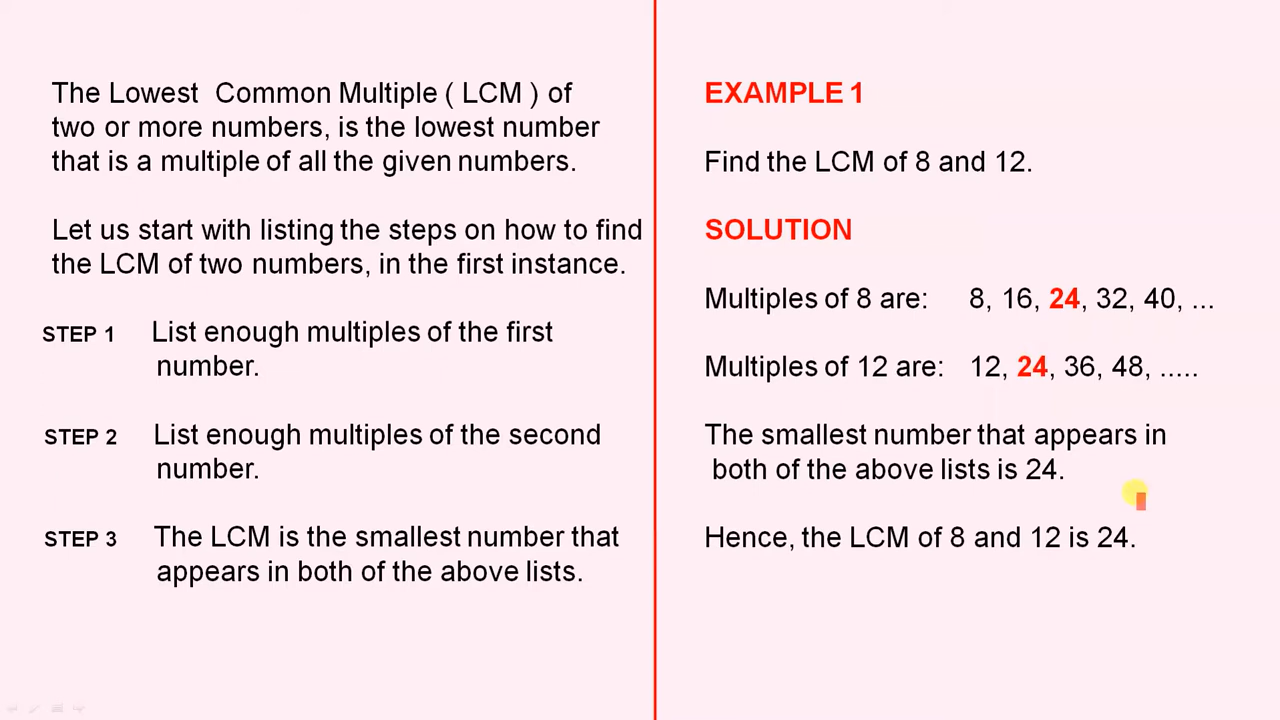 The Lowest  Common Multiple ( LCM ) of
two or more numbers, is the lowest number
that is a multiple of all the given numbers.
Let us start with listing the steps on how to find
the LCM of two numbers, in the first instance.
STEP 1 List enough multiples of the first
number.
STEP 2 List enough multiples of the second
number.
STEP 3 The LCM is the smallest number that
appears in both of the above lists.
EXAMPLE 1
Find the LCM of 8 and 12.
SOLUTION
Multiples of 8 are: 8, 16, 24, 32, 40, ...
Multiples of 12 are: 12, 24, 36, 48, .....
The smallest number that appears in
both of the above lists is 24.
Hence, the LCM of 8 and 12 is 24.